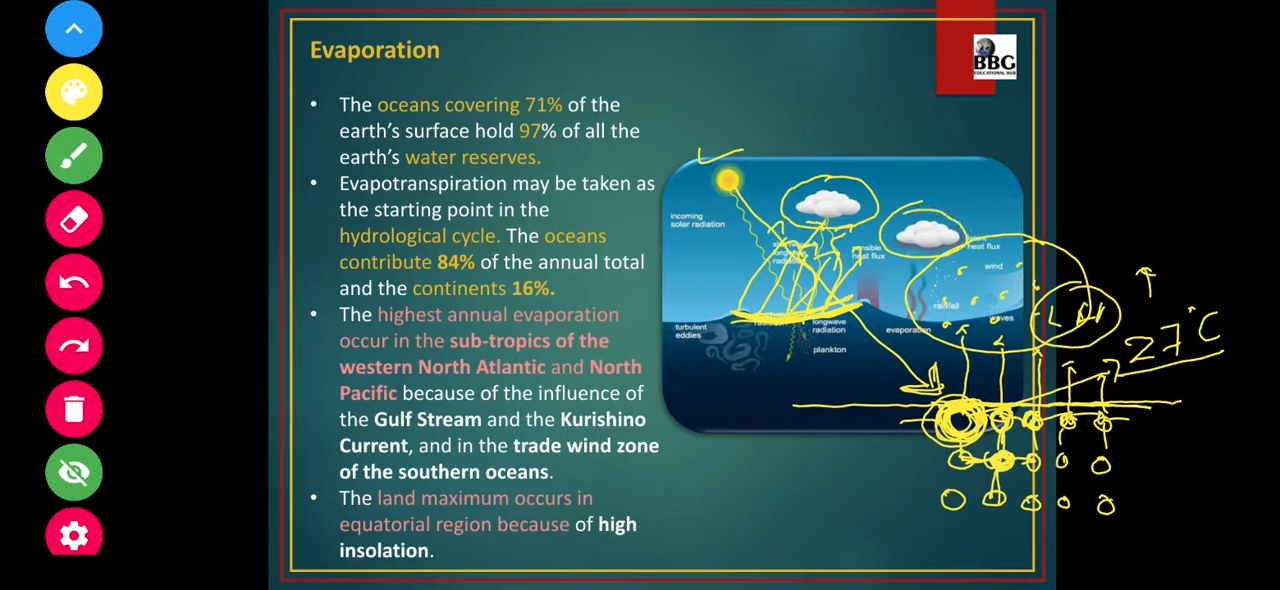 Evaporation
BBG
EDUCATIONAL HUB
• The oceans covering 71% of the
earth's surface hold 97% of all the
earth's water reserves.
• Evapotranspiration may be taken as
the starting point in the
hydrological cycle. The oceans
contribute 84% of the annual total
and the continents 16%.
• The highest annual evaporation
occur in the sub-tropics of the
western North Atlantic and North
Pacific because of the influence of
the Gulf Stream and the Kurishino
Current, and in the trade wind zone
of the southern oceans.
• The land maximum occurs in
equatorial region because of high
insolation.
incoming
solar radiation
sensible
heat flux
heat flux
wind
rainfall
waves
turbulent
eddies
longwave
radiation
plankton
evaporation
27°C